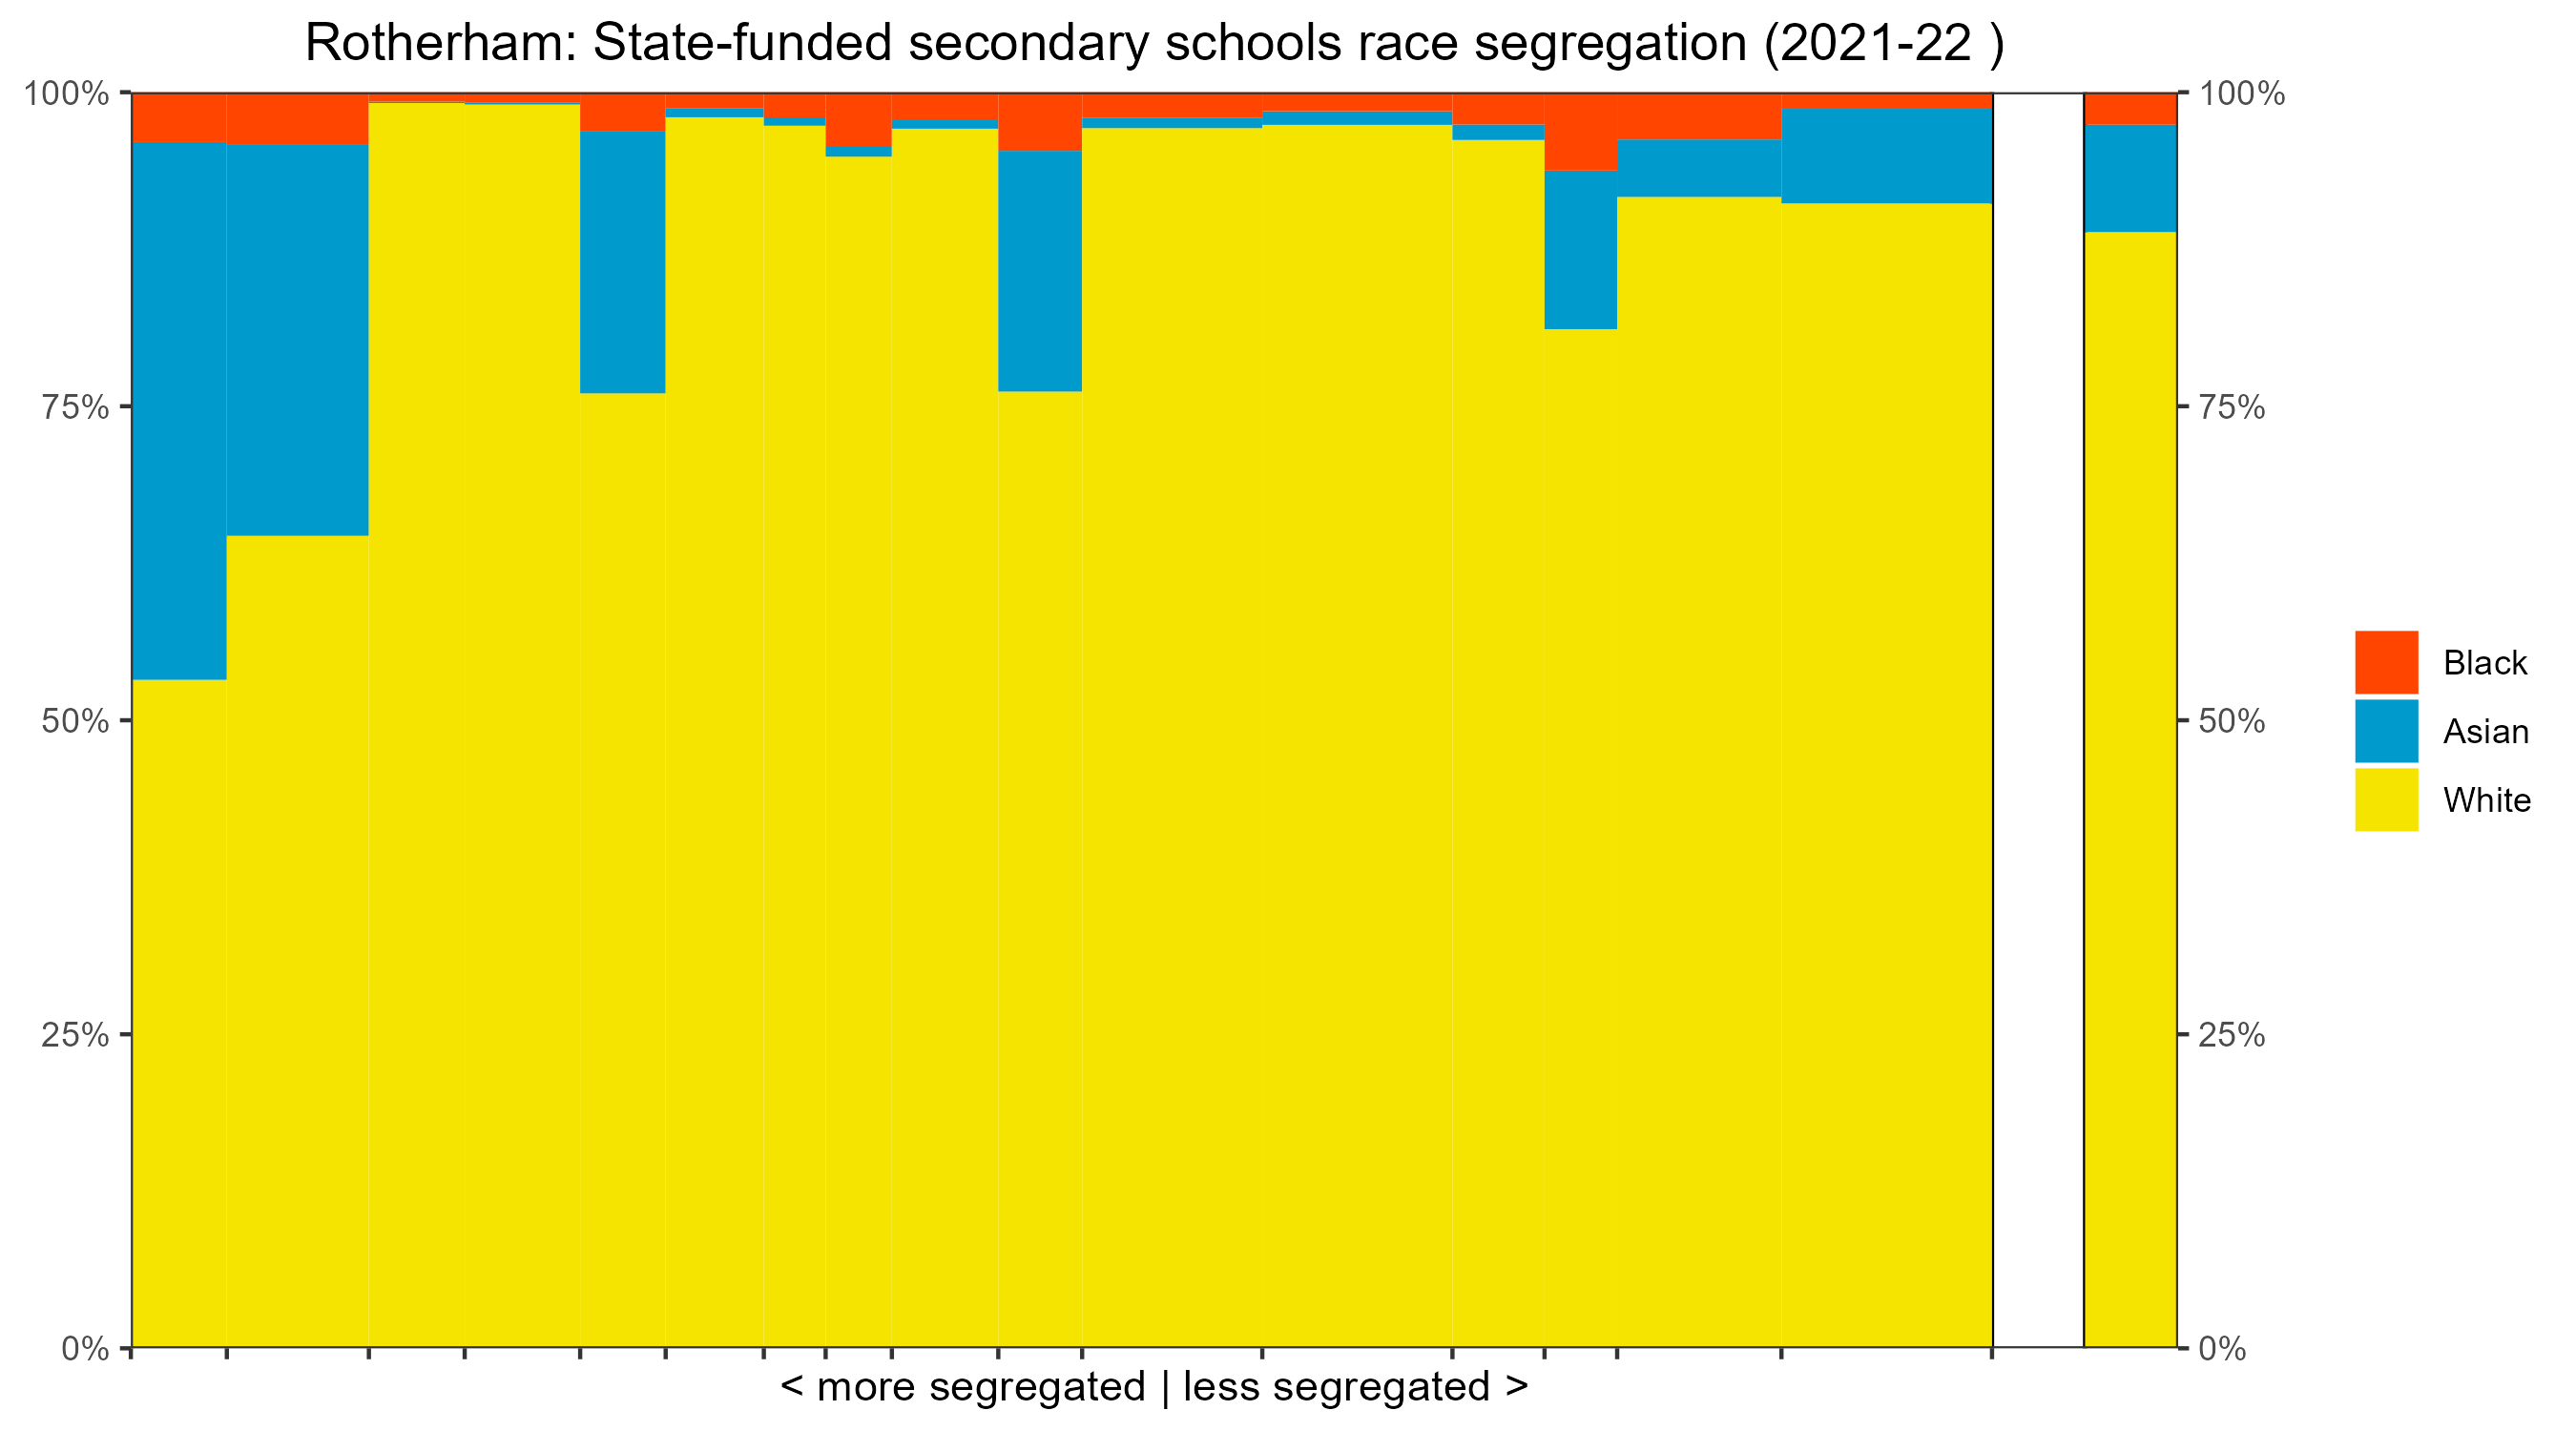 Rotherham: State-funded secondary schools race segregation (2021-22 )
100%
75%
50%
25%
0%
100%
75%
50%
25%
0%
Black
Asian
White
< more segregated | less segregated >